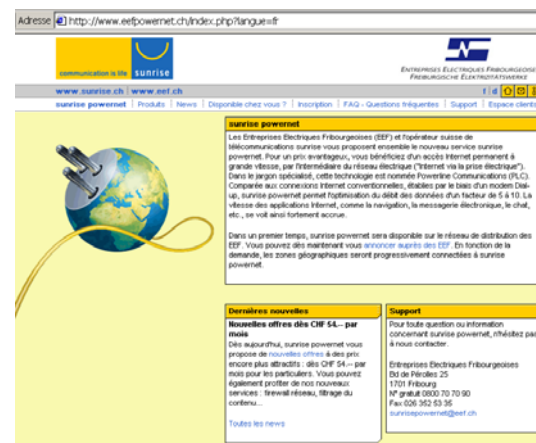 Adresse http://www.eefpowernet.ch/index.php?langue=fr
communication is life sunrise
ENTREPRISES ELECTRIQUES FRIBOURGEOISES
FREIBURGISCHE ELEKTRIZITÄTSWERKE
www.sunrise.ch www.eef.ch f d
sunrise powernet Produits News Disponible chez vous ? Inscription FAQ - Questions fréquentes Support Espace clients
sunrise powernet
Les Entreprises Electriques Fribourgeoises (EEF) et l'opérateur suisse de
télécommunications sunrise vous proposent ensemble le nouveau service sunrise
powernet. Pour un prix avantageux, vous bénéficiez d'un accès Internet permanent à
grande vitesse, par l'intermédiaire du réseau électrique ("Internet via la prise électrique").
Dans le jargon spécialisé, cette technologie est nommée Powerline Communications (PLC).
Comparée aux connexions Internet conventionnelles, établies par le biais d'un modem Dial-
up, sunrise powernet permet l'optimisation du débit des données d'un facteur de 5 à 10. La
vitesse des applications Internet, comme la navigation, la messagerie électronique, le chat,
etc., se voit ainsi fortement accrue.
Dans un premier temps, sunrise powernet sera disponible sur le réseau de distribution des
EEF. Vous pouvez dès maintenant vous annoncer auprès des EEF. En fonction de la
demande, les zones géographiques seront progressivement connectées à sunrise
powernet.
Dernières nouvelles
Nouvelles offres dès CHF 54.-- par
mois
Dès aujourd'hui, sunrise powernet vous
propose de nouvelles offres à des prix
encore plus attractifs : dès CHF 54.-- par
mois pour les particuliers. Vous pouvez
également profiter de nos nouveaux
services : firewall réseau, filtrage du
contenu...
Toutes les news
Support
Pour toute question ou information
concernant sunrise powernet, n'hésitez pas
à nous contacter.
Entreprises Electriques Fribourgeoises
Bd de Pérolles 25
1701 Fribourg
N° gratuit 0800 70 70 90
Fax 026 352 53 35
sunrisepowernet@eef.ch